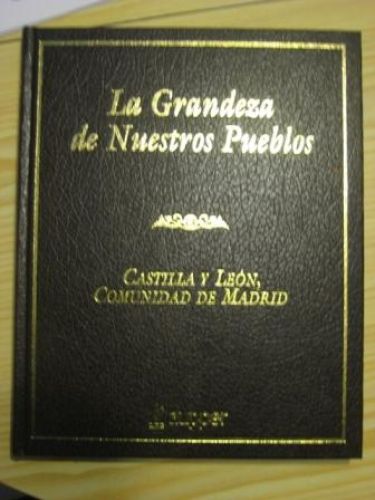 La Grandeza
de Nuestros Pueblos
CASTILLA Y LEÓN,
COMUNIDAD DE MADRID